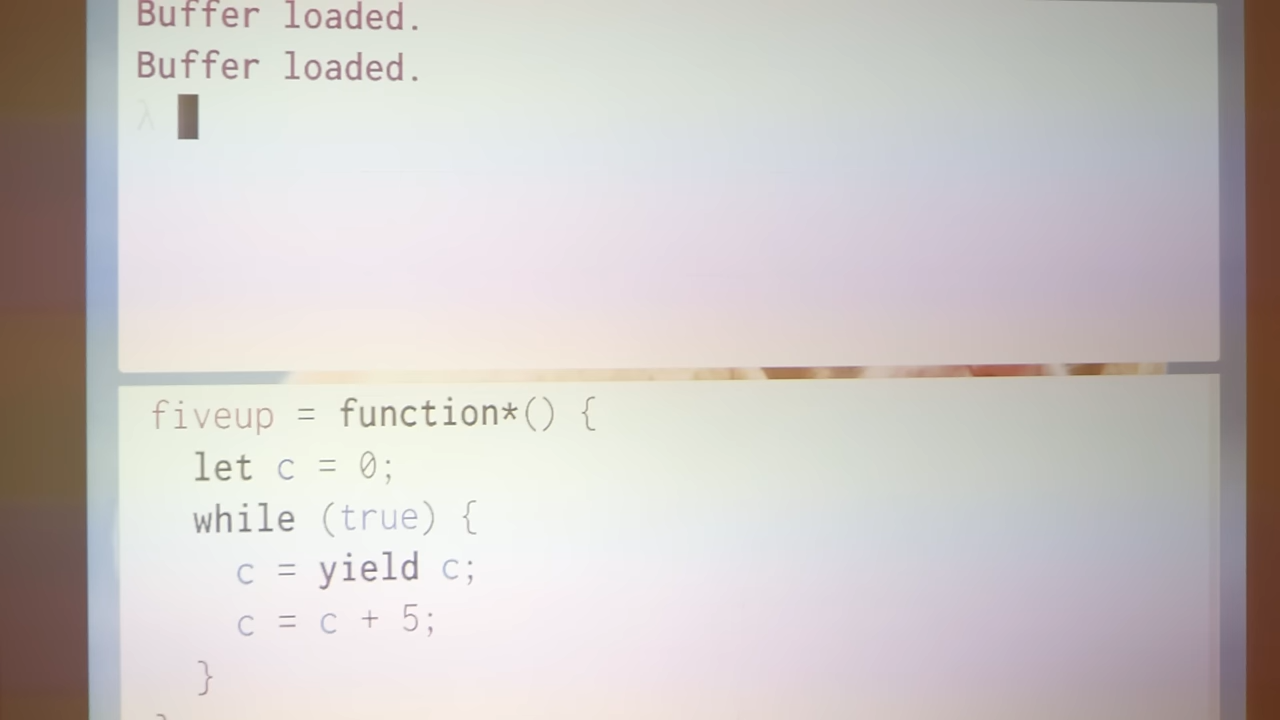 Buffer loaded.
Buffer loaded.
λ
fiveup = function*() {
let c = 0;
while (true) {
c = yield c;
c = c + 5;
}
}